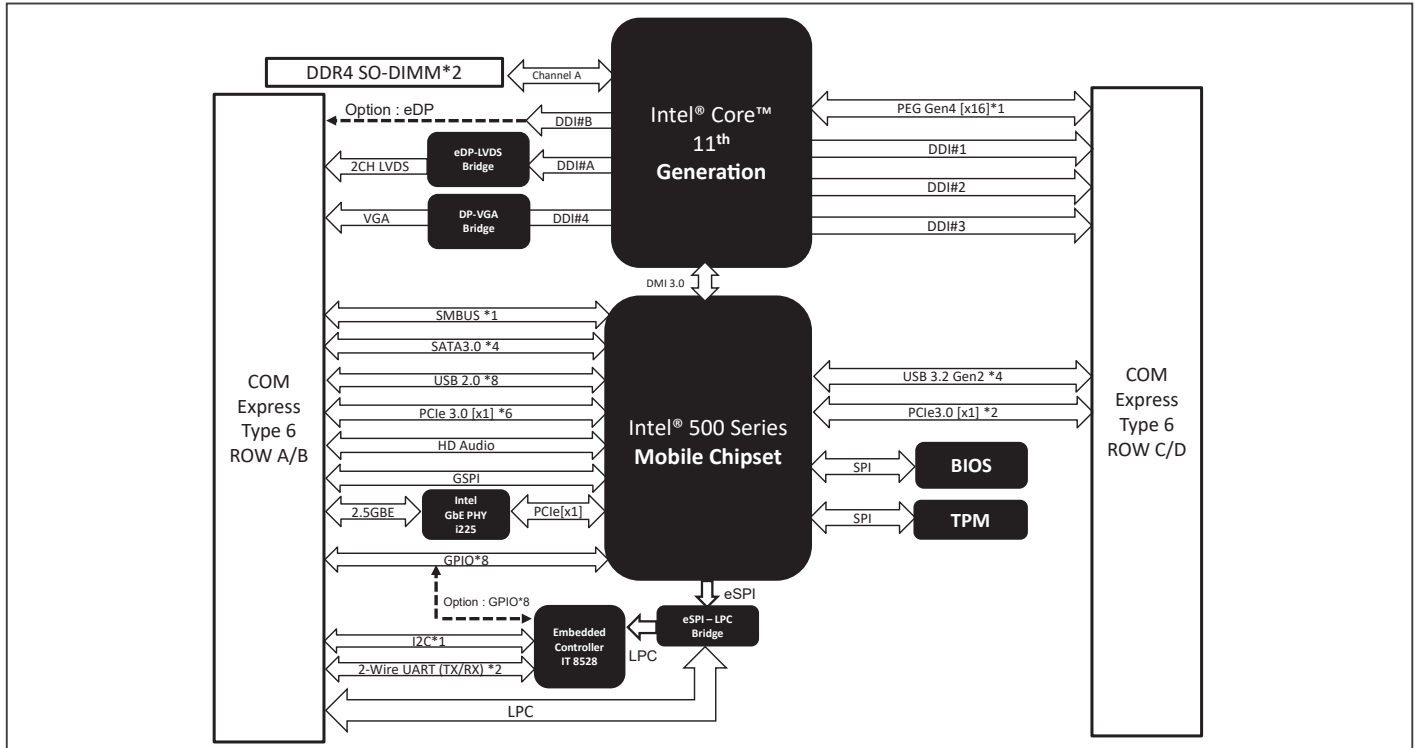 DDR4 SO-DIMM*2
Channel A
Option : eDP
DDI#B
eDP-LVDS
Bridge
2CH LVDS
DDI#A
DP-VGA
Bridge
VGA
DDI#4
Intel® Core™
11th
Generation
PEG Gen4 [x16]*1
DDI#1
DDI#2
DDI#3
DMI 3.0
COM
Express
Type 6
ROW A/B
SMBUS *1
SATA3.0 *4
USB 2.0 *8
PCIe 3.0 [x1] *6
HD Audio
GSPI
2.5GBE
Intel
GbE PHY
i225
PCIe[x1]
GPIO*8
Intel® 500 Series
Mobile Chipset
USB 3.2 Gen2 *4
PCIe3.0 [x1] *2
SPI
BIOS
SPI
TPM
COM
Express
Type 6
ROW C/D
Option : GPIO*8
eSPI
eSPI – LPC
Bridge
Embedded
Controller
IT 8528
LPC
I2C*1
2-Wire UART (TX/RX) *2
LPC